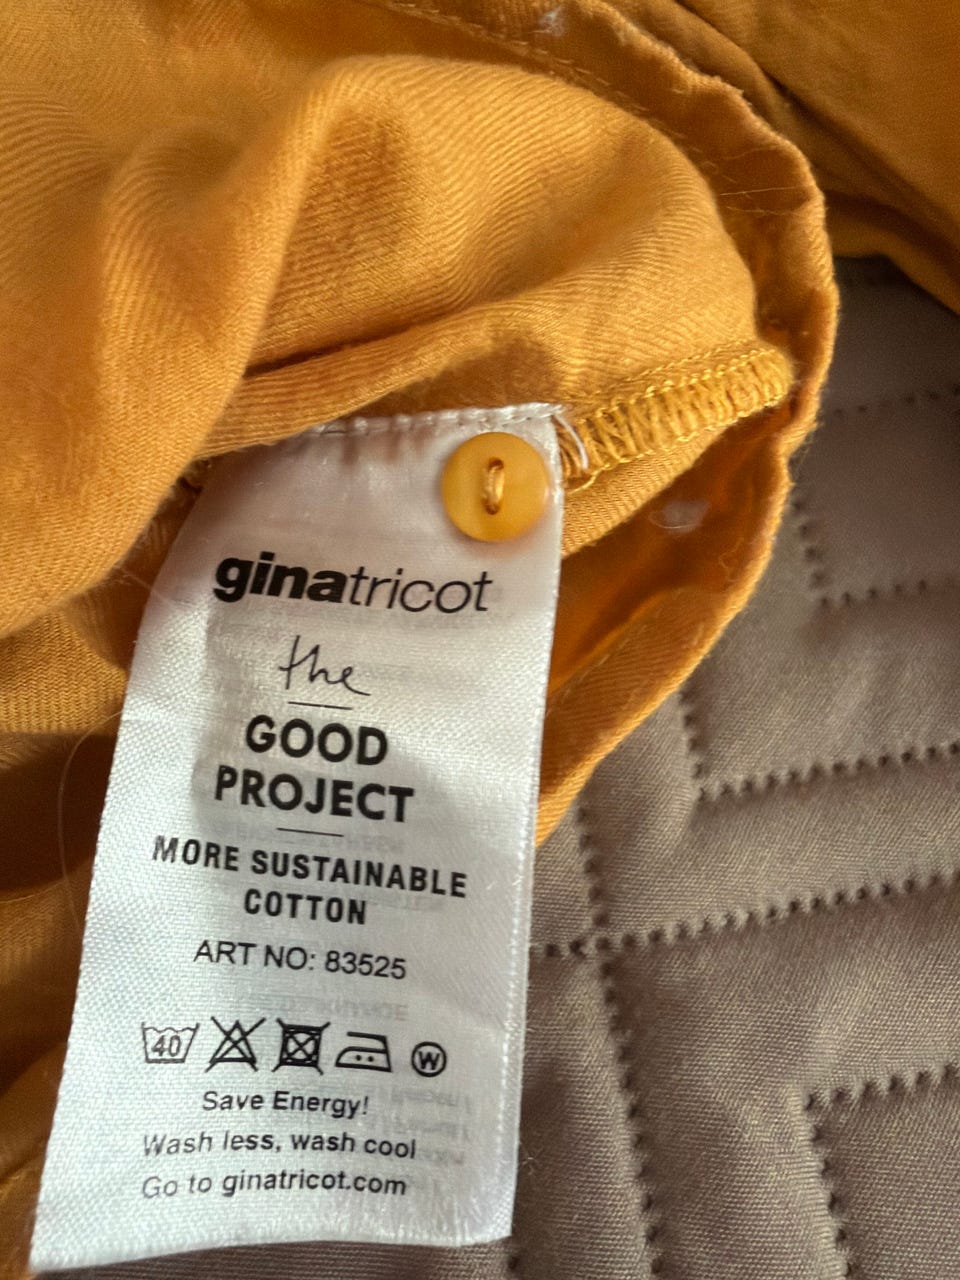 ginatricot
the
GOOD
PROJECT
MORE SUSTAINABLE
COTTON
ART NO: 83525
40 W
Save Energy!
Wash less, wash cool
Go to ginatricot.com